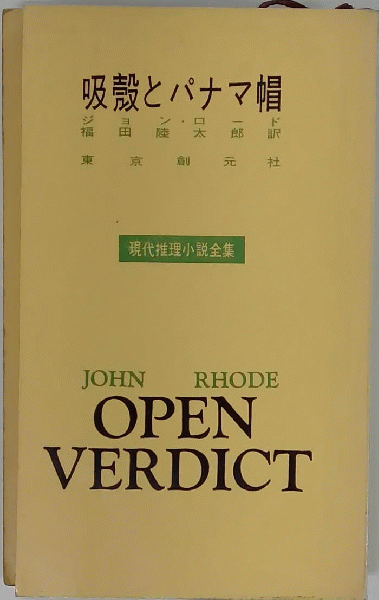 吸殻とパナマ帽
ジョン・ロード
福田陸太郎訳
東京創元社
現代推理小説全集
JOHN RHODE
OPEN
VERDICT